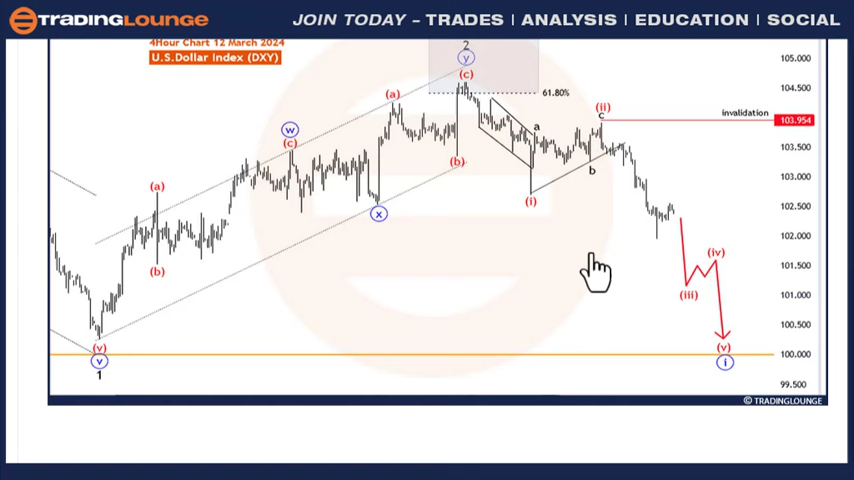 TRADINGLOUNGE
JOIN TODAY – TRADES | ANALYSIS | EDUCATION | SOCIAL
4Hour Chart 12 March 2024
U.S.Dollar Index (DXY)
2
y
(c)
61.80%
105.000
104.500
(a)
w
(c)
(ii)
c
invalidation
103.954
a
103.500
(b)
b
103.000
(a)
(i)
102.500
x
102.000
(b)
(iv)
101.500
(iii)
101.000
100.500
(v)
(v)
100.000
v
i
1
99.500
© TRADINGLOUNGE